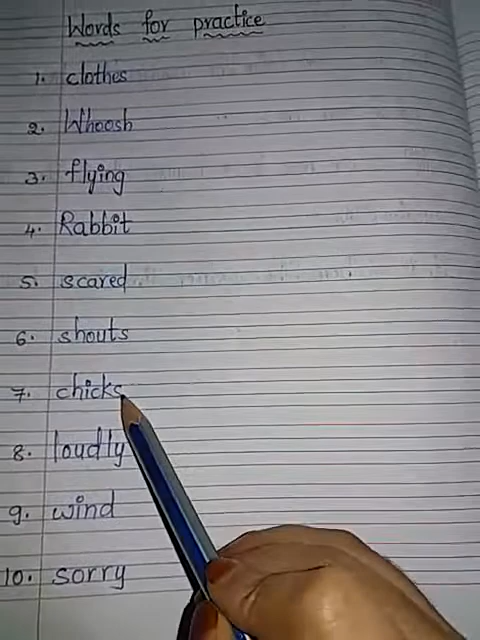 Words for practice
1. clothes
2. Whoosh
3. flying
4. Rabbit
5. scared
6. shouts
7. chicks
8. loudly
9. wind
10. sorry